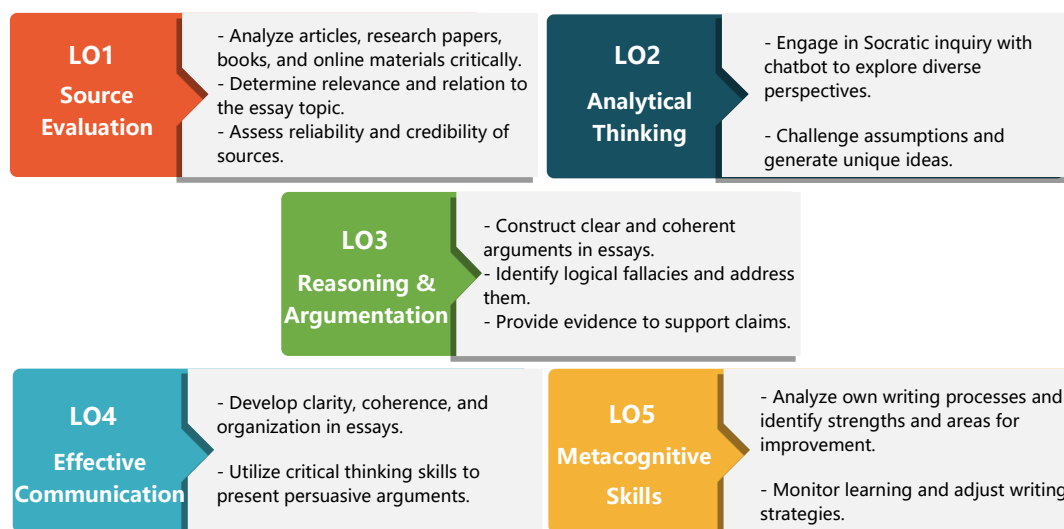 LO1
Source
Evaluation
- Analyze articles, research papers,
books, and online materials critically.
- Determine relevance and relation to
the essay topic.
- Assess reliability and credibility of
sources.
LO2
Analytical
Thinking
- Engage in Socratic inquiry with
chatbot to explore diverse
perspectives.
- Challenge assumptions and
generate unique ideas.
LO3
Reasoning &
Argumentation
- Construct clear and coherent
arguments in essays.
- Identify logical fallacies and address
them.
- Provide evidence to support claims.
LO4
Effective
Communication
- Develop clarity, coherence, and
organization in essays.
- Utilize critical thinking skills to
present persuasive arguments.
LO5
Metacognitive
Skills
- Analyze own writing processes and
identify strengths and areas for
improvement.
- Monitor learning and adjust writing
strategies.